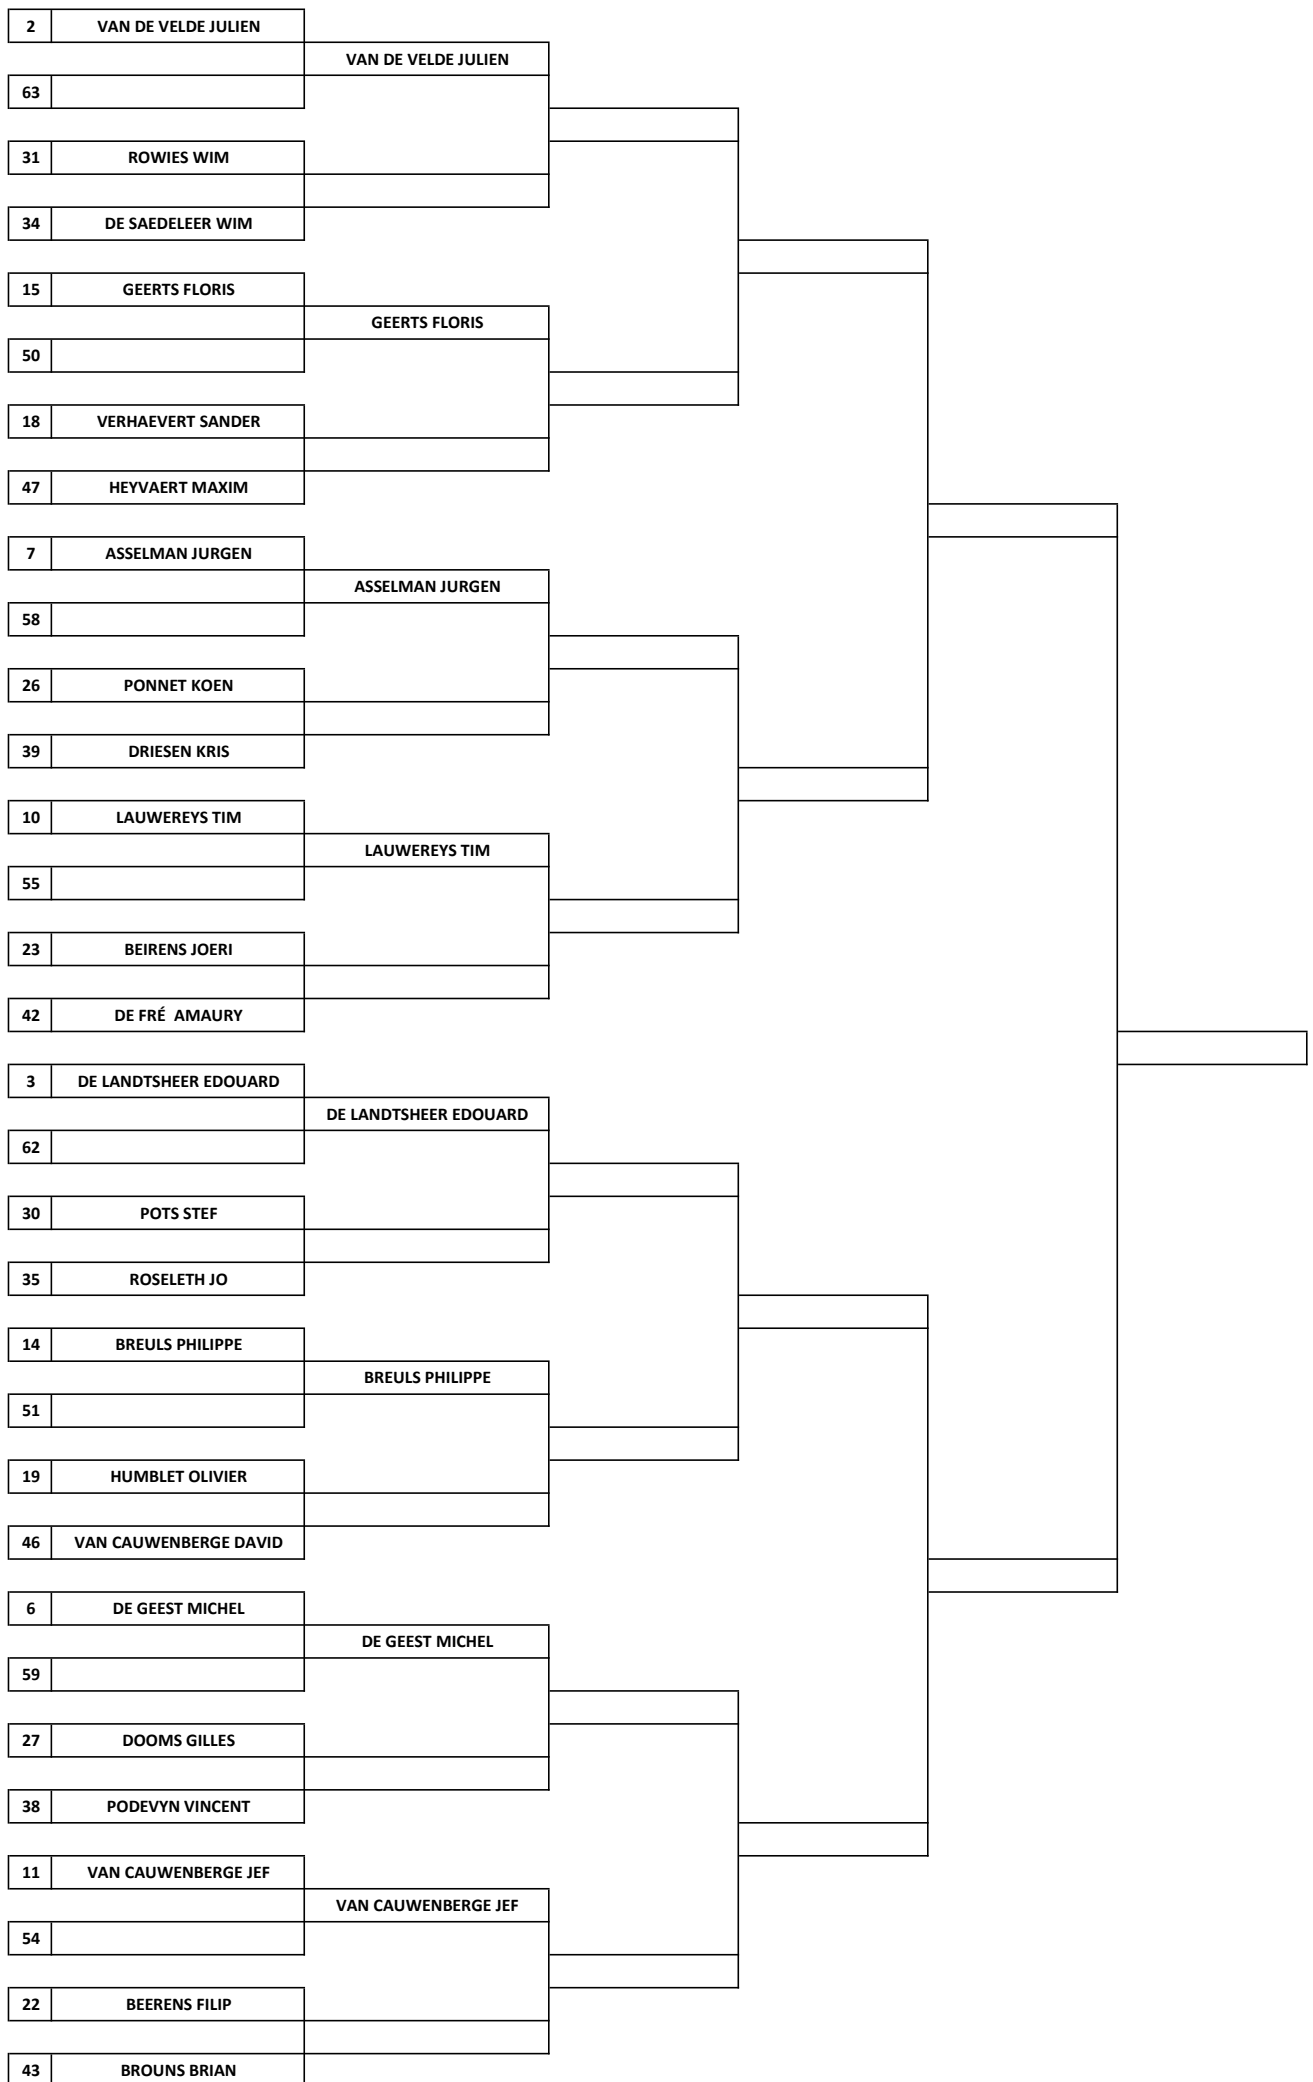 2 VAN DE VELDE JULIEN
VAN DE VELDE JULIEN
63
31 ROWIES WIM
34 DE SAEDELEER WIM
15 GEERTS FLORIS
GEERTS FLORIS
50
18 VERHAEVERT SANDER
47 HEYVAERT MAXIM
7 ASSELMAN JURGEN
ASSELMAN JURGEN
58
26 PONNET KOEN
39 DRIESEN KRIS
10 LAUWEREYS TIM
LAUWEREYS TIM
55
23 BEIRENS JOERI
42 DE FRÉ AMAURY
3 DE LANDTSHEER EDOUARD
DE LANDTSHEER EDOUARD
62
30 POTS STEF
35 ROSELETH JO
14 BREULS PHILIPPE
BREULS PHILIPPE
51
19 HUMBLET OLIVIER
46 VAN CAUWENBERGE DAVID
6 DE GEEST MICHEL
DE GEEST MICHEL
59
27 DOOMS GILLES
38 PODEVYN VINCENT
11 VAN CAUWENBERGE JEF
VAN CAUWENBERGE JEF
54
22 BEERENS FILIP
43 BROUNS BRIAN